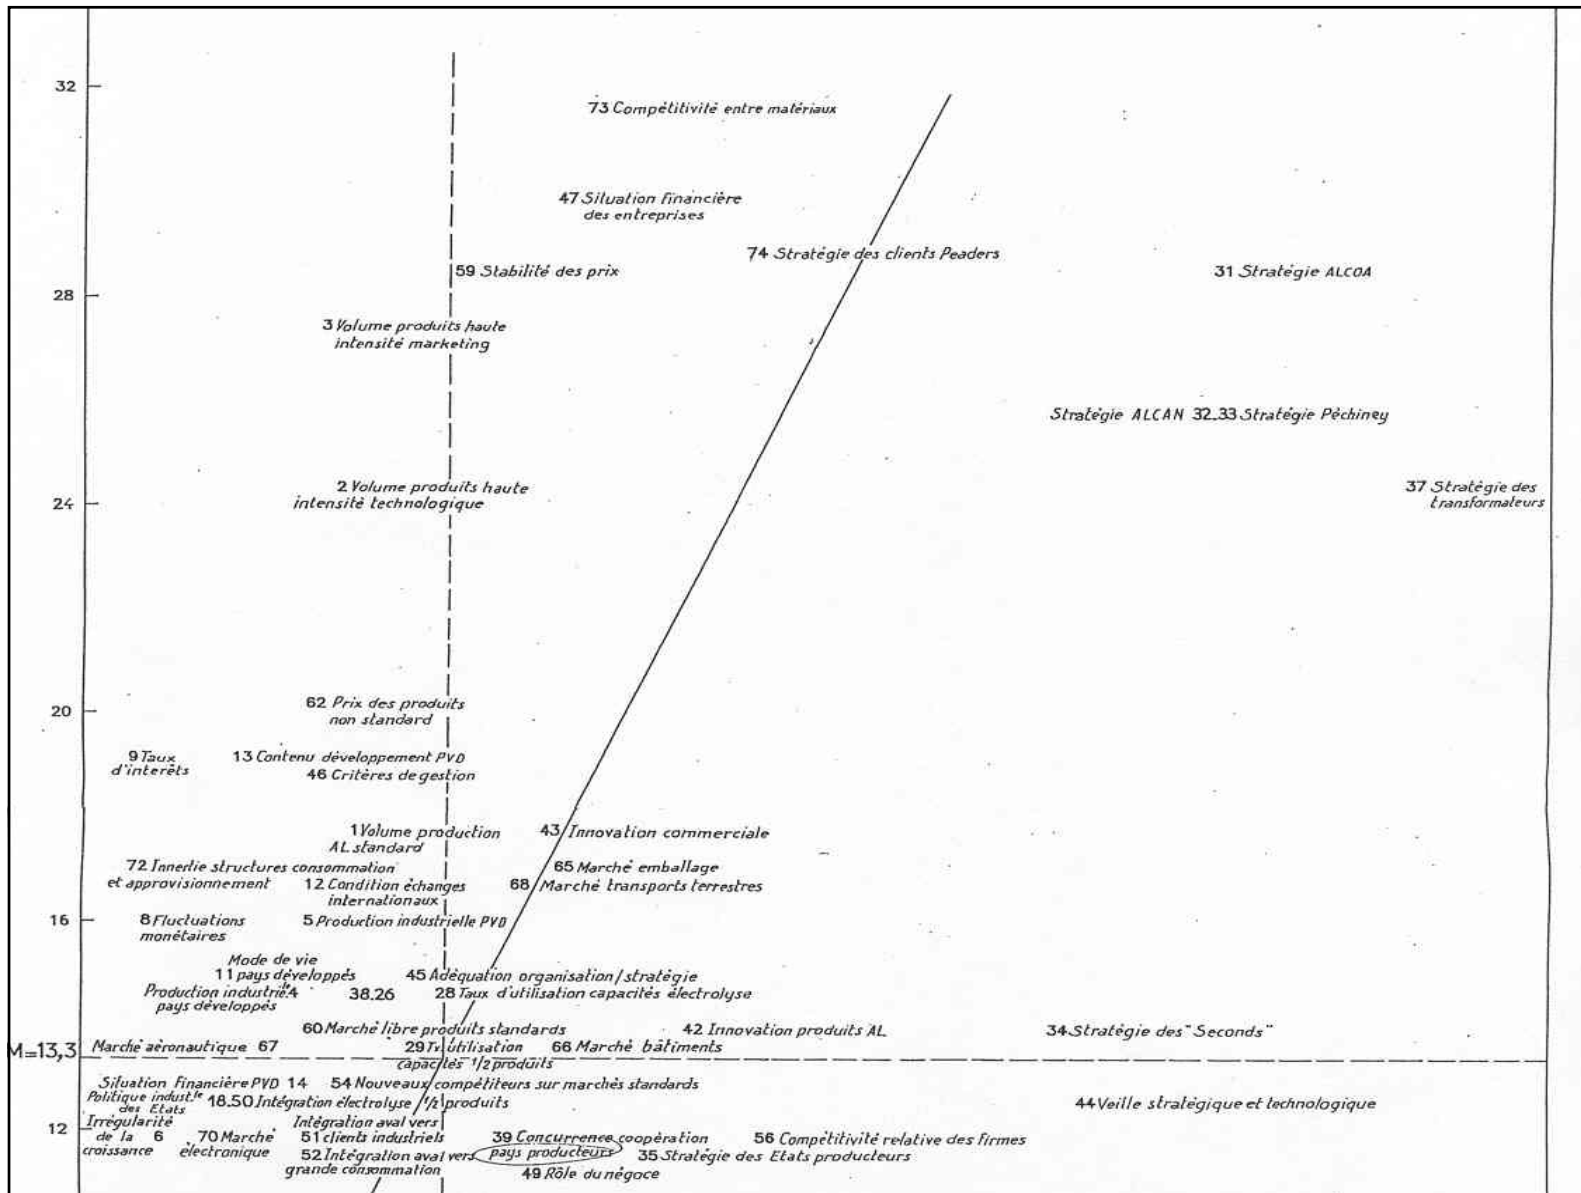 32
73 Compétitivité entre matériaux
47 Situation financière
des entreprises
74 Stratégie des clients Peaders
59 Stabilité des prix
31 Stratégie ALCOA
28
3 Volume produits haute
intensité marketing
Stratégie ALCAN 32.33 Stratégie Péchiney
2 Volume produits haute
intensité technologique
37 Stratégie des
transformateurs
24
62 Prix des produits
non standard
20
9 Taux
d'interêts
13 Contenu développement PVD
46 Critères de gestion
1 Volume production
AL standard
43 Innovation commerciale
72 Innertie structures consommation
et approvisionnement
65 Marché emballage
12 Condition échanges
internationaux
68 Marché transports terrestres
16
8 Fluctuations
monétaires
5 Production industrielle PVD
Mode de vie
11 pays développés
45 Adéquation organisation/stratégie
Production industrielle 4
pays développés
38.26
28 Taux d'utilisation capacités électrolyse
60 Marché libre produits standards
42 Innovation produits AL
34 Stratégie des "Seconds"
M=13,3
Marché aéronautique 67
29 Tx. utilisation
capacités 1/2 produits
66 Marché bâtiments
Situation Financière PVD 14
54 Nouveaux compétiteurs sur marchés standards
Politique indust.le
des Etats
18.50 Intégration électrolyse 1/2 produits
44 Veille stratégique et technologique
12
Irrégularité
de la 6
croissance
70 Marché
électronique
Intégration aval vers
51 clients industriels
39 Concurrence coopération
pays producteurs
56 Compétitivité relative des firmes
52 Intégration aval vers
grande consommation
35 Stratégie des Etats producteurs
49 Rôle du négoce